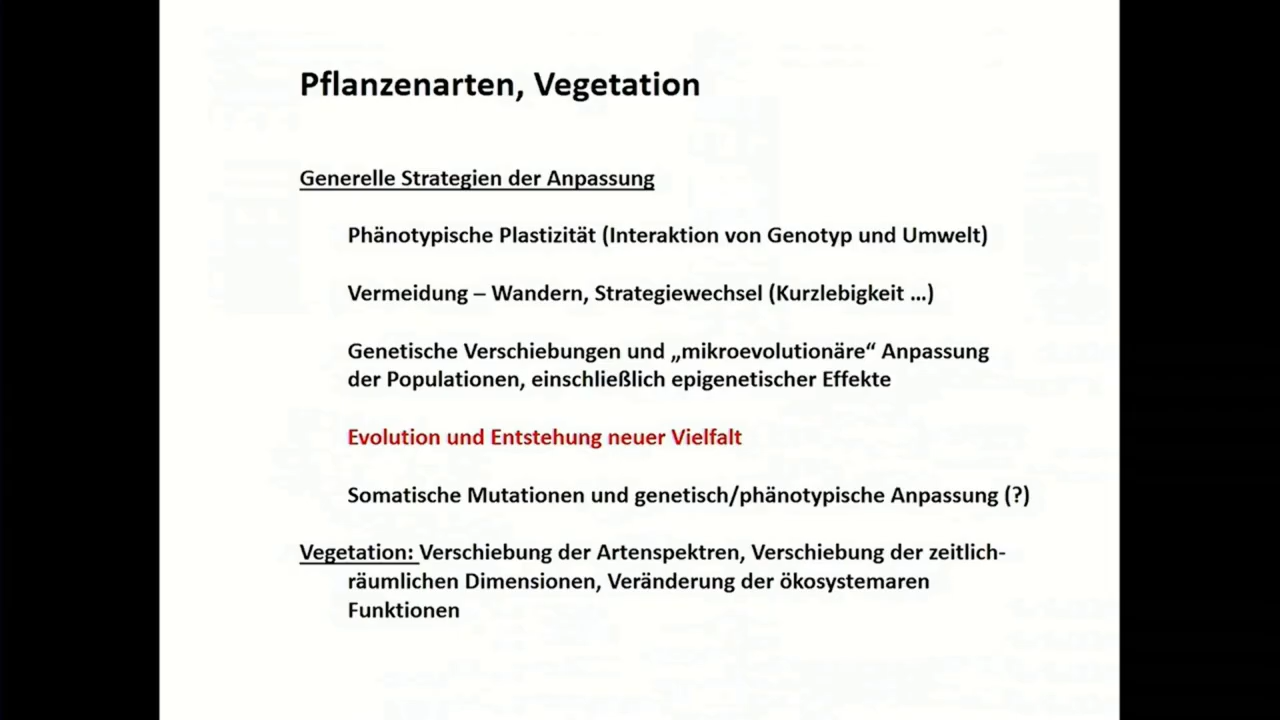 Pflanzenarten, Vegetation
Generelle Strategien der Anpassung
Phänotypische Plastizität (Interaktion von Genotyp und Umwelt)
Vermeidung – Wandern, Strategiewechsel (Kurzlebigkeit ...)
Genetische Verschiebungen und „mikroevolutionäre“ Anpassung
der Populationen, einschließlich epigenetischer Effekte
Evolution und Entstehung neuer Vielfalt
Somatische Mutationen und genetisch/phänotypische Anpassung (?)
Vegetation: Verschiebung der Artenspektren, Verschiebung der zeitlich-
räumlichen Dimensionen, Veränderung der ökosystemaren
Funktionen